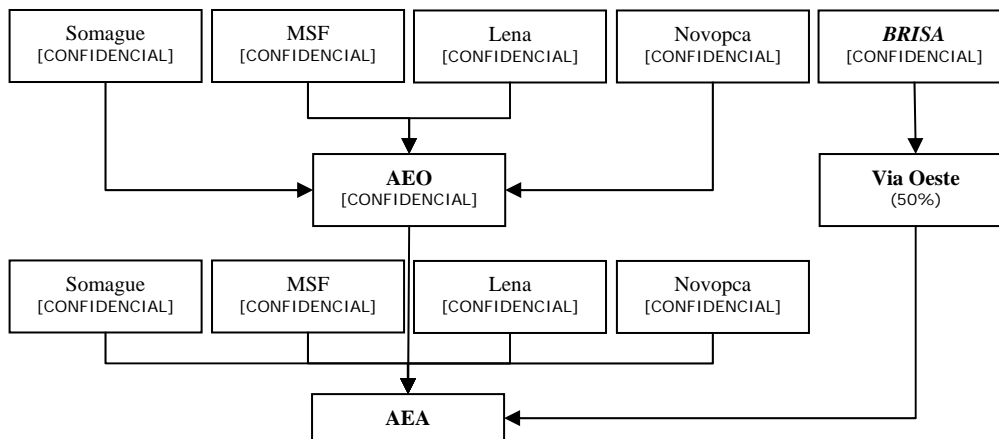 Somague
[CONFIDENCIAL]
MSF
[CONFIDENCIAL]
Lena
[CONFIDENCIAL]
Novopca
[CONFIDENCIAL]
BRISA
[CONFIDENCIAL]
AEO
[CONFIDENCIAL]
Via Oeste
(50%)
Somague
[CONFIDENCIAL]
MSF
[CONFIDENCIAL]
Lena
[CONFIDENCIAL]
Novopca
[CONFIDENCIAL]
AEA